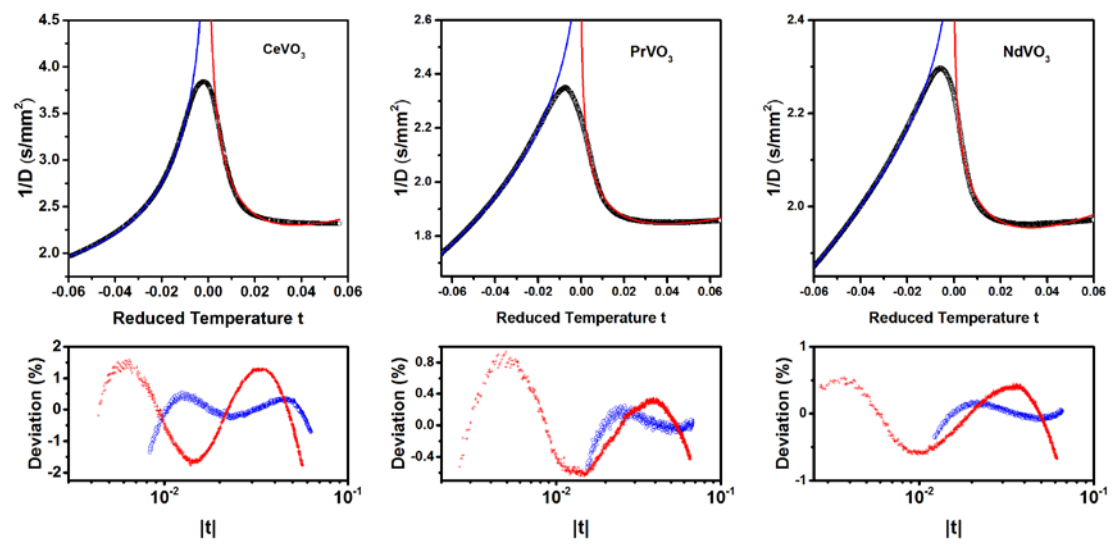 4.5
4.0
3.5
3.0
2.5
2.0
1/D (s/mm²)
CeVO₃
-0.06 -0.04 -0.02 0.00 0.02 0.04 0.06
Reduced Temperature t
2.6
2.4
2.2
2.0
1.8
1/D (s/mm²)
PrVO₃
-0.06 -0.04 -0.02 0.00 0.02 0.04 0.06
Reduced Temperature t
2.4
2.2
2.0
1/D (s/mm²)
NdVO₃
-0.06 -0.04 -0.02 0.00 0.02 0.04 0.06
Reduced Temperature t
2
1
0
-1
-2
Deviation (%)
10⁻² 10⁻¹
|t|
0.8
0.4
0.0
-0.4
Deviation (%)
10⁻² 10⁻¹
|t|
1
0
-1
Deviation (%)
10⁻² 10⁻¹
|t|